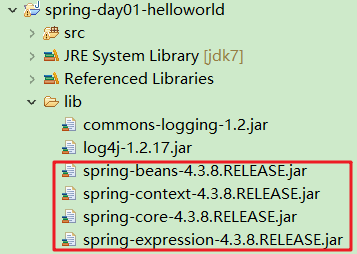 spring-day01-helloworld
src
JRE System Library [jdk7]
Referenced Libraries
lib
commons-logging-1.2.jar
log4j-1.2.17.jar
spring-beans-4.3.8.RELEASE.jar
spring-context-4.3.8.RELEASE.jar
spring-core-4.3.8.RELEASE.jar
spring-expression-4.3.8.RELEASE.jar